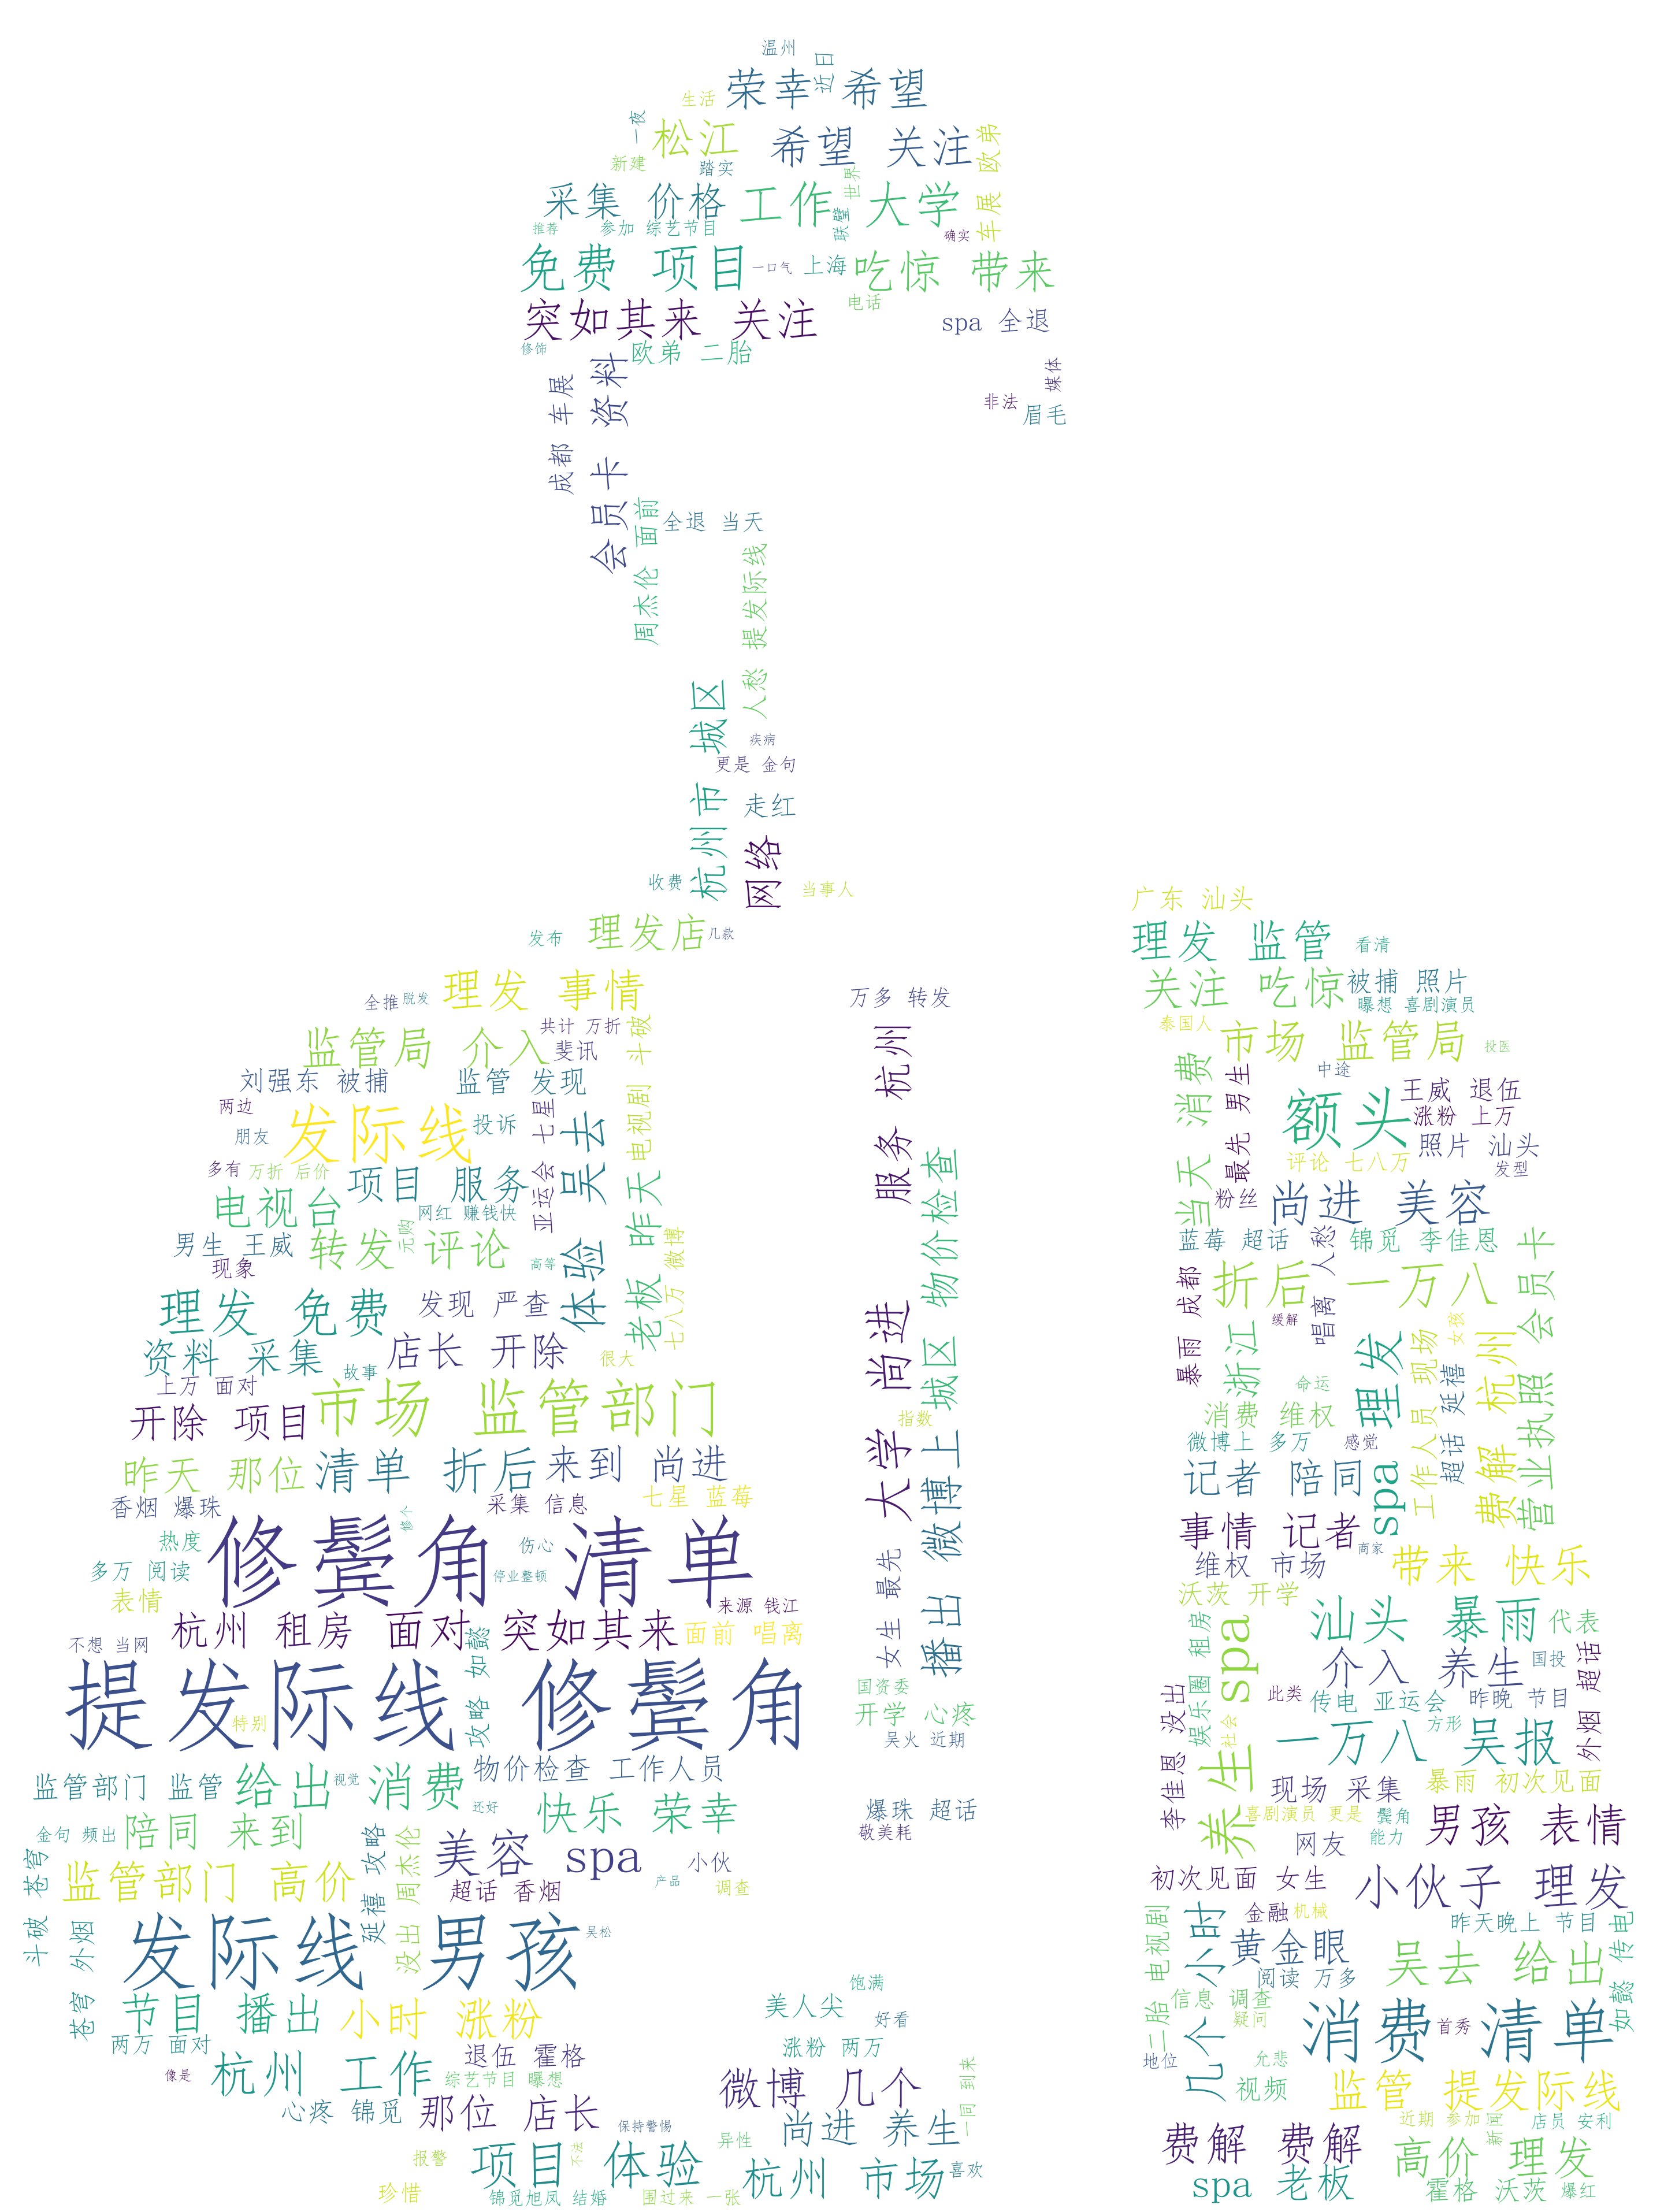 温州
荣幸 近日 希望
生活
一夜 松江 希望 关注 欧弟
新建 踏实
采集 价格 工作 大学 世界 车展
推荐 参加 综艺节目 联璧 确实
免费 项目 一口气 上海 吃惊 带来
电话
突如其来 关注 spa 全退
修饰 欧弟 二胎
成都 车展 会员卡 资料 媒体
非法 眉毛
周杰伦 面前 全退 当天
人愁 提发际线
杭州市 城区
疾病
更是 金句
走红
网络
收费 当事人
广东 汕头
发布 理发店 几款 理发 监管 看清
全推 脱发 理发 事情 万多 转发 关注 吃惊 被捕 照片
曝想 喜剧演员
共计 万折 斗破 电视剧 服务 杭州 泰国人 市场 监管局 投医
监管局 介入 斐讯 当天 消费 中途
刘强东 被捕 监管 发现 最先 男生 王威 退伍
两边 发际线 投诉 亚运会 七星 吴去 体验 额头 涨粉 上万
朋友 照片 汕头
多有 万折 后价 评论 七八万 发型
电视台 项目 服务 昨天 老板 城区 物价检查 粉丝 尚进 美容
元购 网红 赚钱快
男生 王威 转发 评论 微博 七八万 蓝莓 超话 锦觅 李佳恩
现象 高等 暴雨 成都 折后 一万八 营业执照 会员卡
理发 免费 发现 严查 大学 尚进 唱离 人愁 缓解 女孩
资料 采集 故事 店长 开除 很大 浙江 spa 理发 工作人员 现场 费解 杭州
上万 面对 命运
开除 项目 市场 监管部门 指数 消费 维权 超话 延禧
微博上 多万 感觉
昨天 那位 清单 折后 来到 尚进 播出 微博上 记者 陪同
香烟 爆珠 采集 信息 七星 蓝莓
修鬓角 清单 修个 事情 记者 商家
热度 伤心 女生 最先 维权 市场 带来 快乐
多万 阅读 停业整顿
表情 来源 钱江 沃茨 开学
杭州 租房 面对 突如其来 面前 唱离 娱乐圈 租房 养生 spa 汕头 暴雨 代表
不想 当网 攻略 如懿
提发际线 修鬓角 特别 介入 养生 国投 外烟 超话
国资委 李佳恩 没出 此类 传电 亚运会 昨晚 节目
开学 心疼 社会 一万八 吴报 方形
吴火 近期
监管部门 监管 给出 视觉 消费 物价检查 工作人员 现场 采集 暴雨 初次见面
还好 快乐 荣幸 爆珠 超话 喜剧演员 更是 鬓角 男孩 表情
金句 频出 陪同 来到 敬美耗 网友 能力
斗破 苍穹 监管部门 高价 延禧 攻略 没出 周杰伦 美容 spa 小伙 初次见面 女生 小伙子 理发
超话 香烟 产品 调查
苍穹 外烟 发际线 男孩 吴松 二胎 电视剧 几个 小时 金融 机械 昨天晚上 节目
黄金眼 如懿 传电
饱满 阅读 万多 吴去 给出
节目 播出 小时 涨粉 美人尖 好看 信息 调查
两万 面对 疑问 消费 首秀 清单
像是 杭州 工作 退伍 霍格 涨粉 两万 地位 允悲
综艺节目 曝想 微博 几个 一同 到来 视频 监管 提发际线
心疼 锦觅 那位 店长 保持警惕 尚进 养生 近期 参加 新闻 店员 安利
报警 项目 不法 体验 异性 费解 费解 高价 理发
杭州 市场 喜欢
珍惜 锦觅旭凤 结婚 围过来 一张 spa 老板 霍格 沃茨 爆红